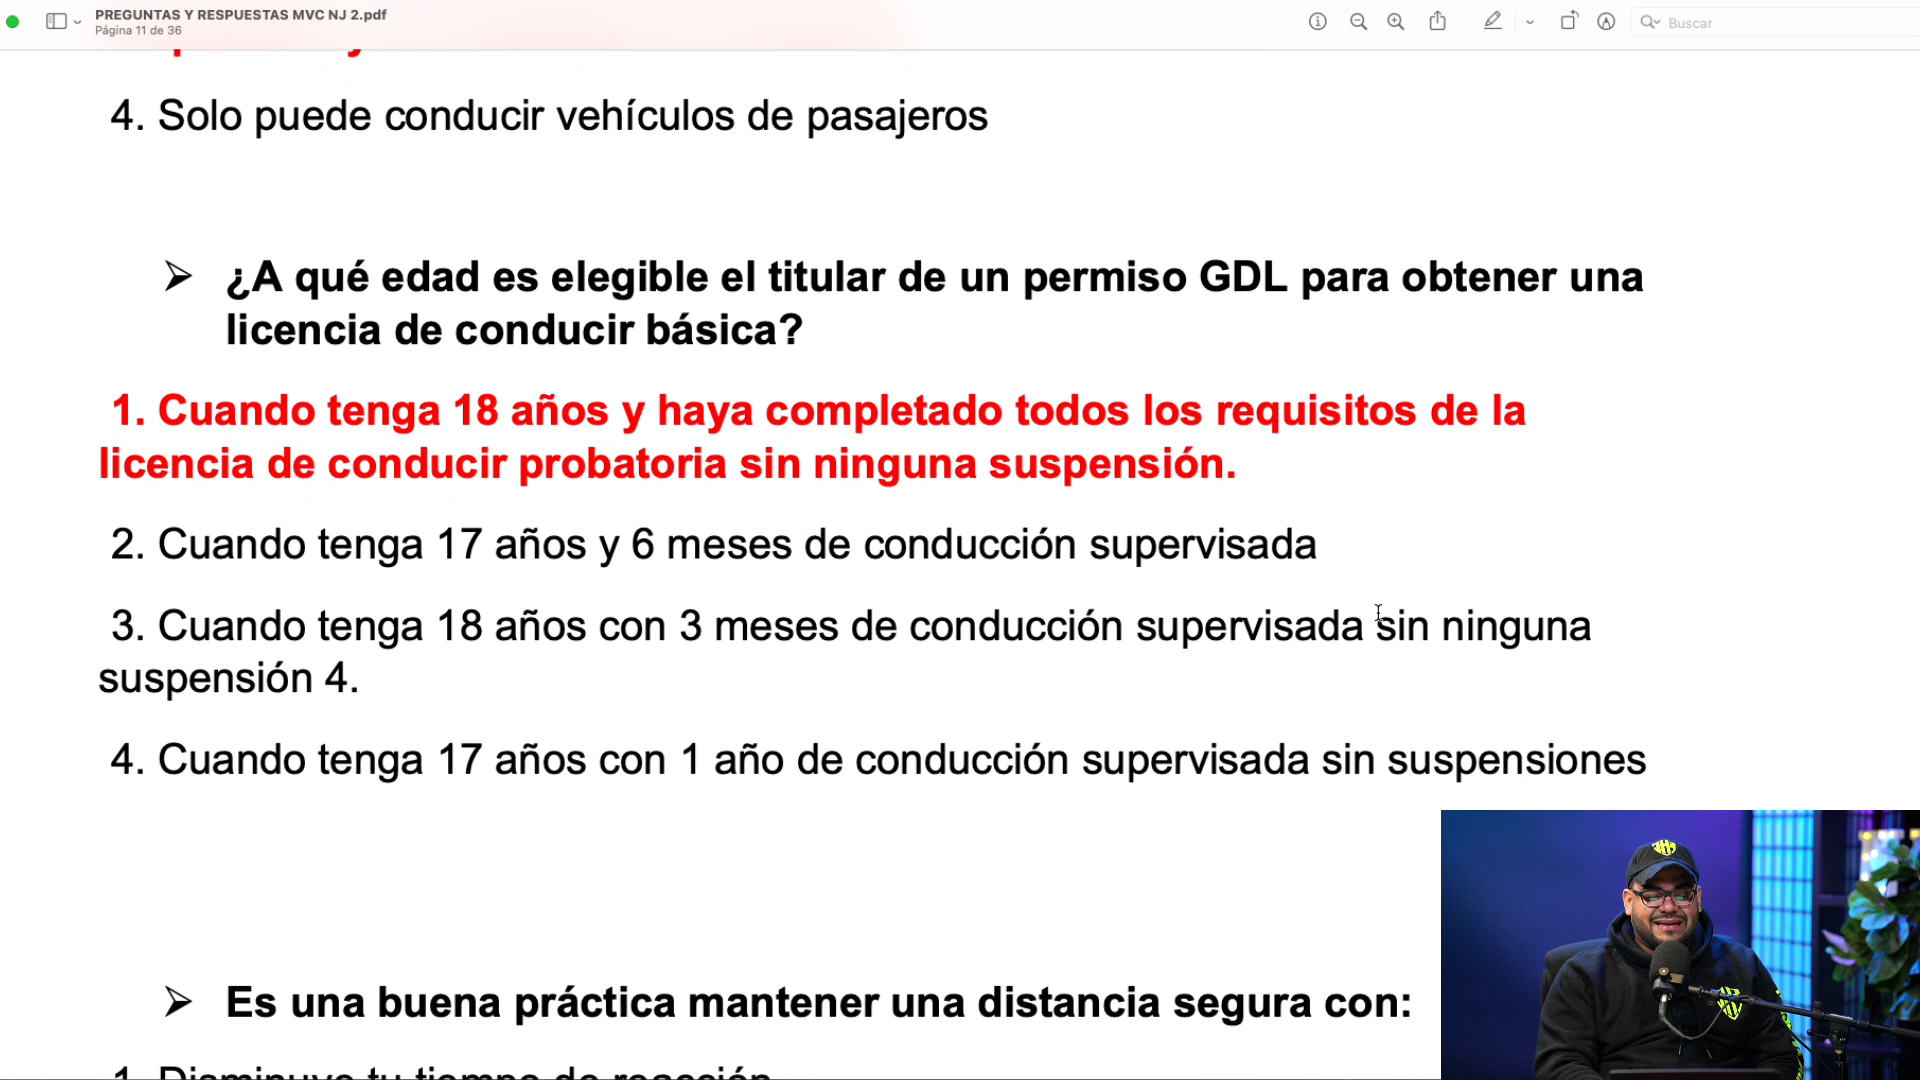 PREGUNTAS Y RESPUESTAS MVC NJ 2.pdf
Página 11 de 36
Buscar
4. Solo puede conducir vehículos de pasajeros
➢ ¿A qué edad es elegible el titular de un permiso GDL para obtener una
licencia de conducir básica?
1. Cuando tenga 18 años y haya completado todos los requisitos de la
licencia de conducir probatoria sin ninguna suspensión.
2. Cuando tenga 17 años y 6 meses de conducción supervisada
3. Cuando tenga 18 años con 3 meses de conducción supervisada sin ninguna
suspensión 4.
4. Cuando tenga 17 años con 1 año de conducción supervisada sin suspensiones
➢ Es una buena práctica mantener una distancia segura con:
1. Disminuye tu tiempo de reacción